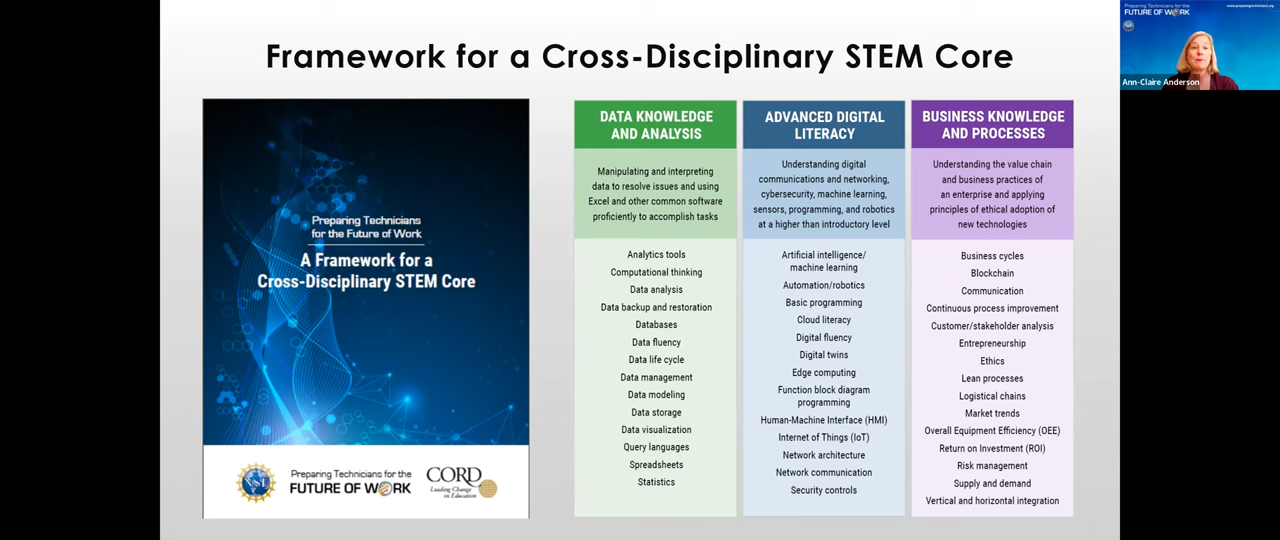 Framework for a Cross-Disciplinary STEM Core
Preparing Technicians
for the Future of Work
A Framework for a
Cross-Disciplinary STEM Core
NSF
Preparing Technicians for the
FUTURE OF WORK
CORD
Leading Change
in Education
DATA KNOWLEDGE
AND ANALYSIS
Manipulating and interpreting
data to resolve issues and using
Excel and other common software
proficiently to accomplish tasks
Analytics tools
Computational thinking
Data analysis
Data backup and restoration
Databases
Data fluency
Data life cycle
Data management
Data modeling
Data storage
Data visualization
Query languages
Spreadsheets
Statistics
ADVANCED DIGITAL
LITERACY
Understanding digital
communications and networking,
cybersecurity, machine learning,
sensors, programming, and robotics
at a higher than introductory level
Artificial intelligence/
machine learning
Automation/robotics
Basic programming
Cloud literacy
Digital fluency
Digital twins
Edge computing
Function block diagram
programming
Human-Machine Interface (HMI)
Internet of Things (IoT)
Network architecture
Network communication
Security controls
BUSINESS KNOWLEDGE
AND PROCESSES
Understanding the value chain
and business practices of
an enterprise and applying
principles of ethical adoption of
new technologies
Business cycles
Blockchain
Communication
Continuous process improvement
Customer/stakeholder analysis
Entrepreneurship
Ethics
Lean processes
Logistical chains
Market trends
Overall Equipment Efficiency (OEE)
Return on Investment (ROI)
Risk management
Supply and demand
Vertical and horizontal integration
Preparing Technicians for the
FUTURE OF WORK
www.preparingtechnicians.org
Ann-Claire Anderson